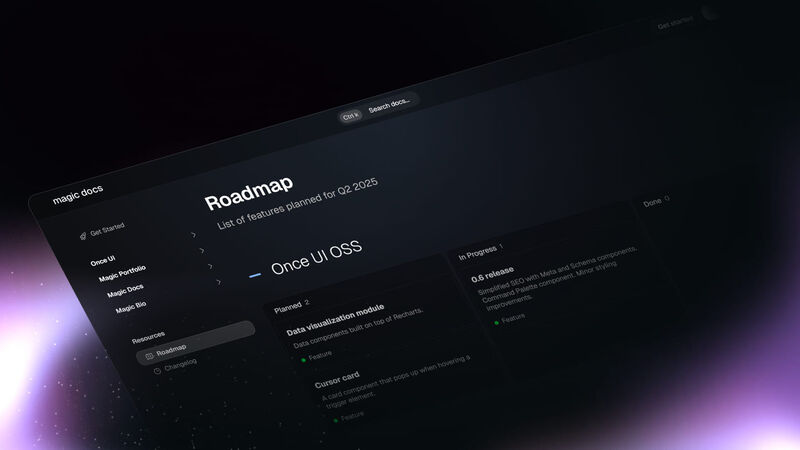 Get started
Ctrl k
Search docs...
magic docs
Get Started
Once UI
Magic Portfolio
Magic Docs
Magic Bio
Resources
Roadmap
Changelog
Roadmap
List of features planned for Q2 2025
Once UI OSS
Planned 2
Data visualization module
Data components built on top of Recharts.
Feature
Cursor card
A card component that pops up when hovering a
trigger element.
Feature
In Progress 1
0.6 release
Simplified SEO with Meta and Schema components,
Command Palette component, Minor styling
improvements.
Feature
Done 0